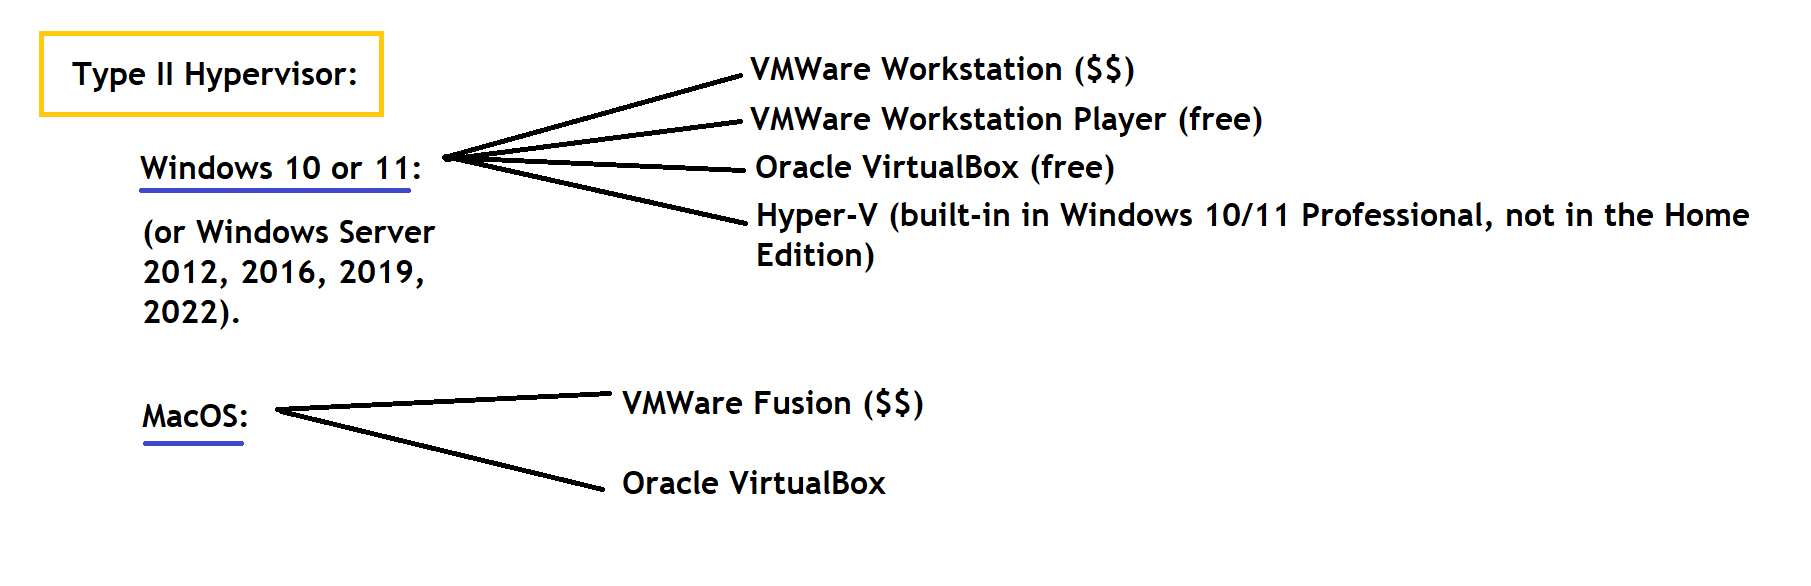 Type II Hypervisor:
VMWare Workstation ($$)
VMWare Workstation Player (free)
Windows 10 or 11:
Oracle VirtualBox (free)
Hyper-V (built-in in Windows 10/11 Professional, not in the Home
Edition)
(or Windows Server
2012, 2016, 2019,
2022).
MacOS:
VMWare Fusion ($$)
Oracle VirtualBox